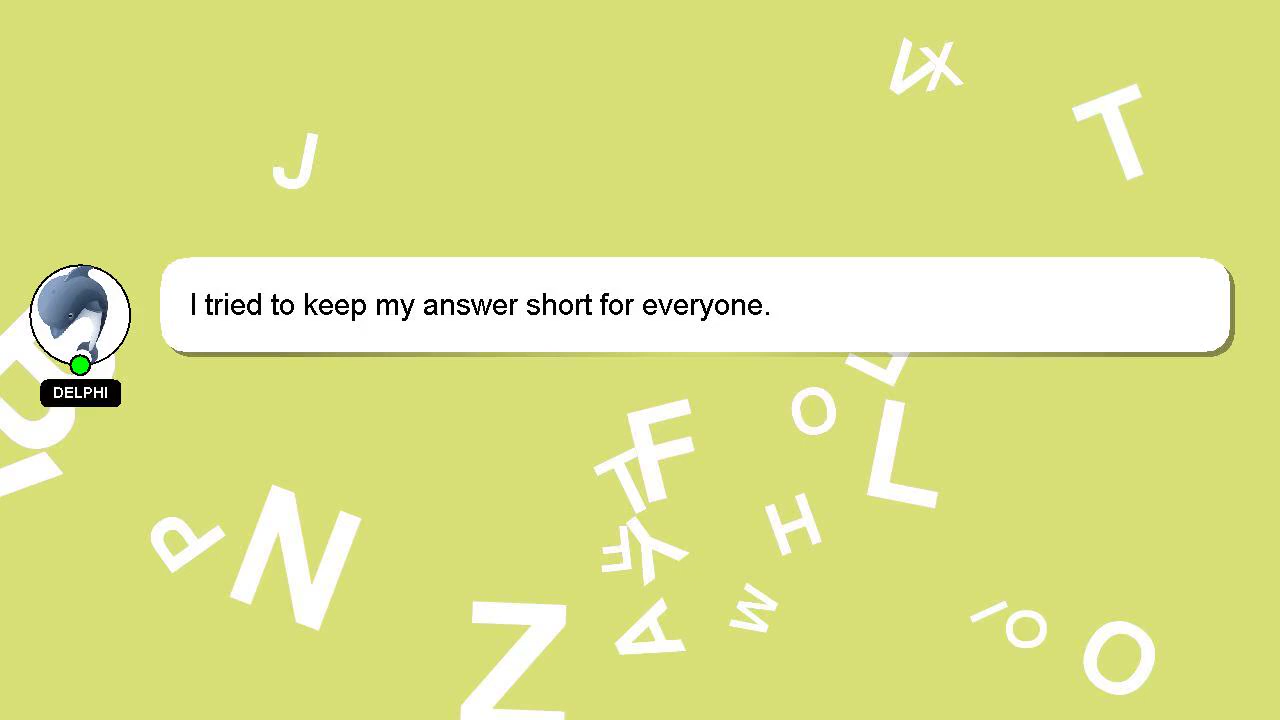 V
X
T
J
I tried to keep my answer short for everyone.
DELPHI
O
L
F
T
L
P
N
H
Y
F
Z
A
M
I
O
O